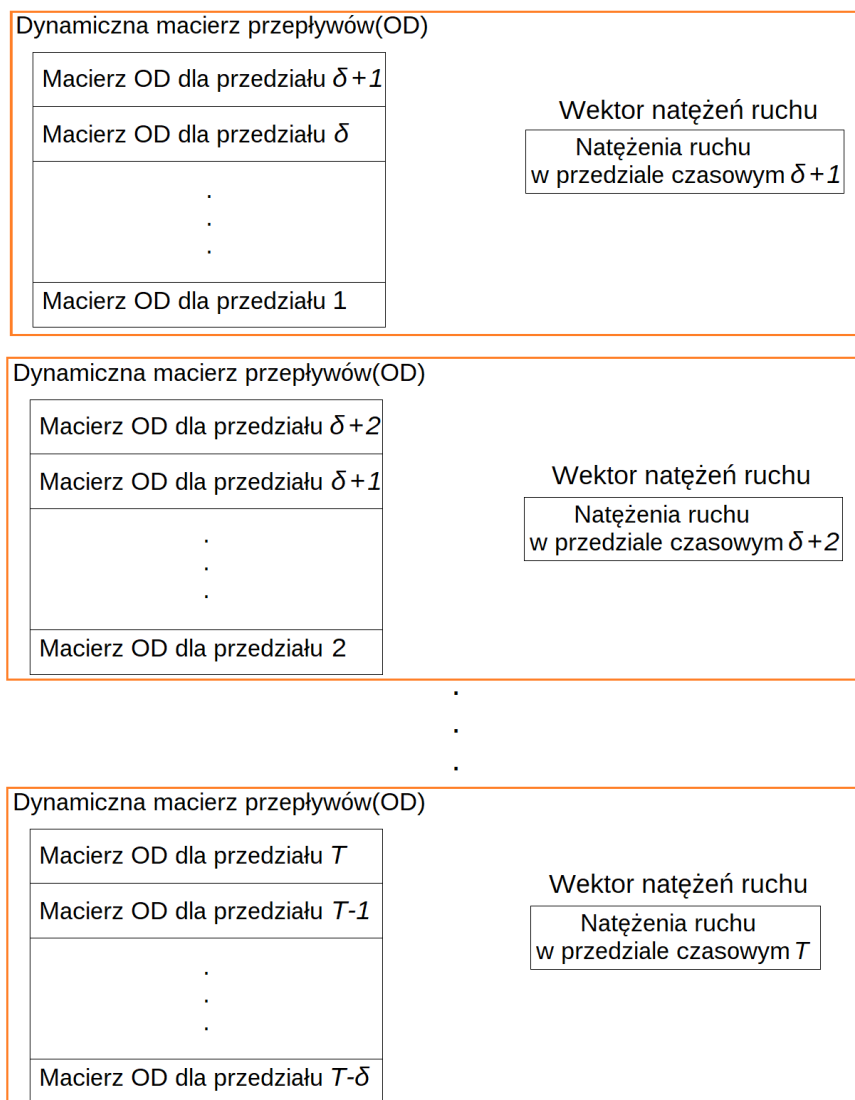 Dynamiczna macierz przepływów(OD)
Macierz OD dla przedziału δ+1
Macierz OD dla przedziału δ
.
.
.
Macierz OD dla przedziału 1
Wektor natężeń ruchu
Natężenia ruchu
w przedziale czasowym δ+1
Dynamiczna macierz przepływów(OD)
Macierz OD dla przedziału δ+2
Macierz OD dla przedziału δ+1
.
.
.
Macierz OD dla przedziału 2
Wektor natężeń ruchu
Natężenia ruchu
w przedziale czasowym δ+2
.
.
.
Dynamiczna macierz przepływów(OD)
Macierz OD dla przedziału T
Macierz OD dla przedziału T-1
.
.
.
Macierz OD dla przedziału T-δ
Wektor natężeń ruchu
Natężenia ruchu
w przedziale czasowym T